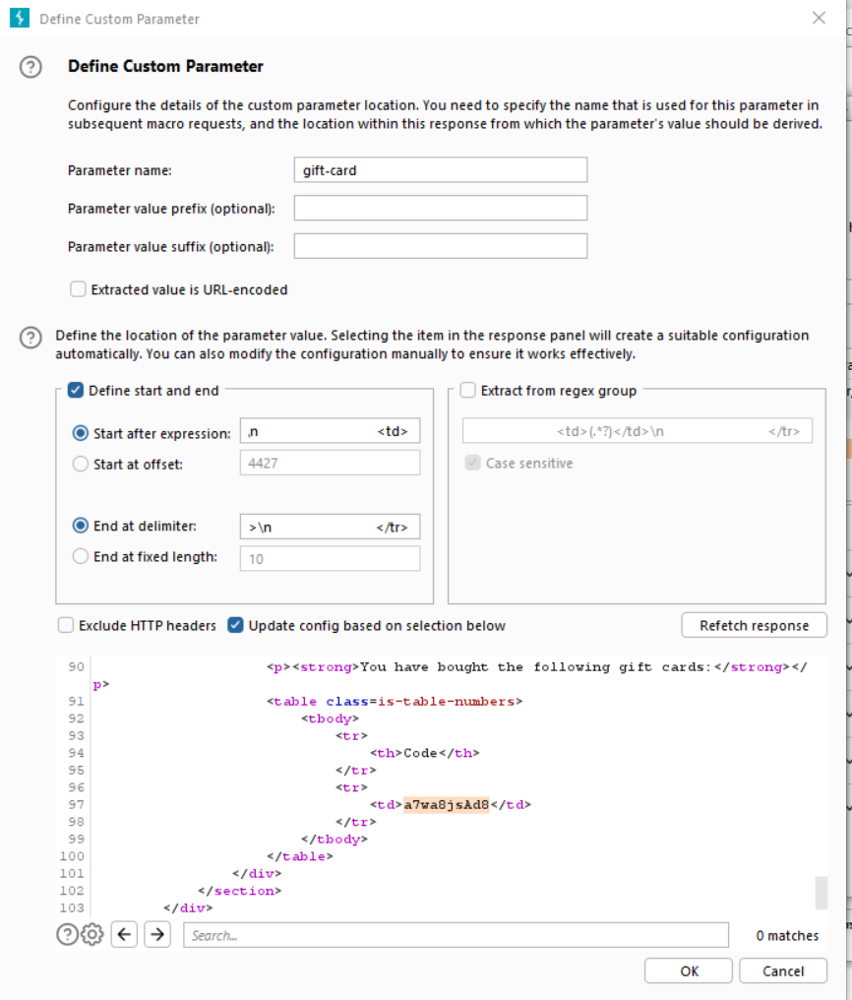 Define Custom Parameter
Define Custom Parameter
Configure the details of the custom parameter location. You need to specify the name that is used for this parameter in
subsequent macro requests, and the location within this response from which the parameter's value should be derived.
Parameter name: gift-card
Parameter value prefix (optional):
Parameter value suffix (optional):
Extracted value is URL-encoded
Define the location of the parameter value. Selecting the item in the response panel will create a suitable configuration
automatically. You can also modify the configuration manually to ensure it works effectively.
Define start and end
Start after expression: \n <td>
Start at offset: 4427
End at delimiter: >\n </tr>
End at fixed length: 10
Extract from regex group
<td>(.*?)</td>\n </tr>
Case sensitive
Exclude HTTP headers Update config based on selection below Refetch response
90 <p><strong>You have bought the following gift cards:</strong></
p>
91 <table class=is-table-numbers>
92 <tbody>
93 <tr>
94 <th>Code</th>
95 </tr>
96 <tr>
97 <td>a7wa8jsAd8</td>
98 </tr>
99 </tbody>
100 </table>
101 </div>
102 </section>
103 </div>
Search... 0 matches
OK Cancel